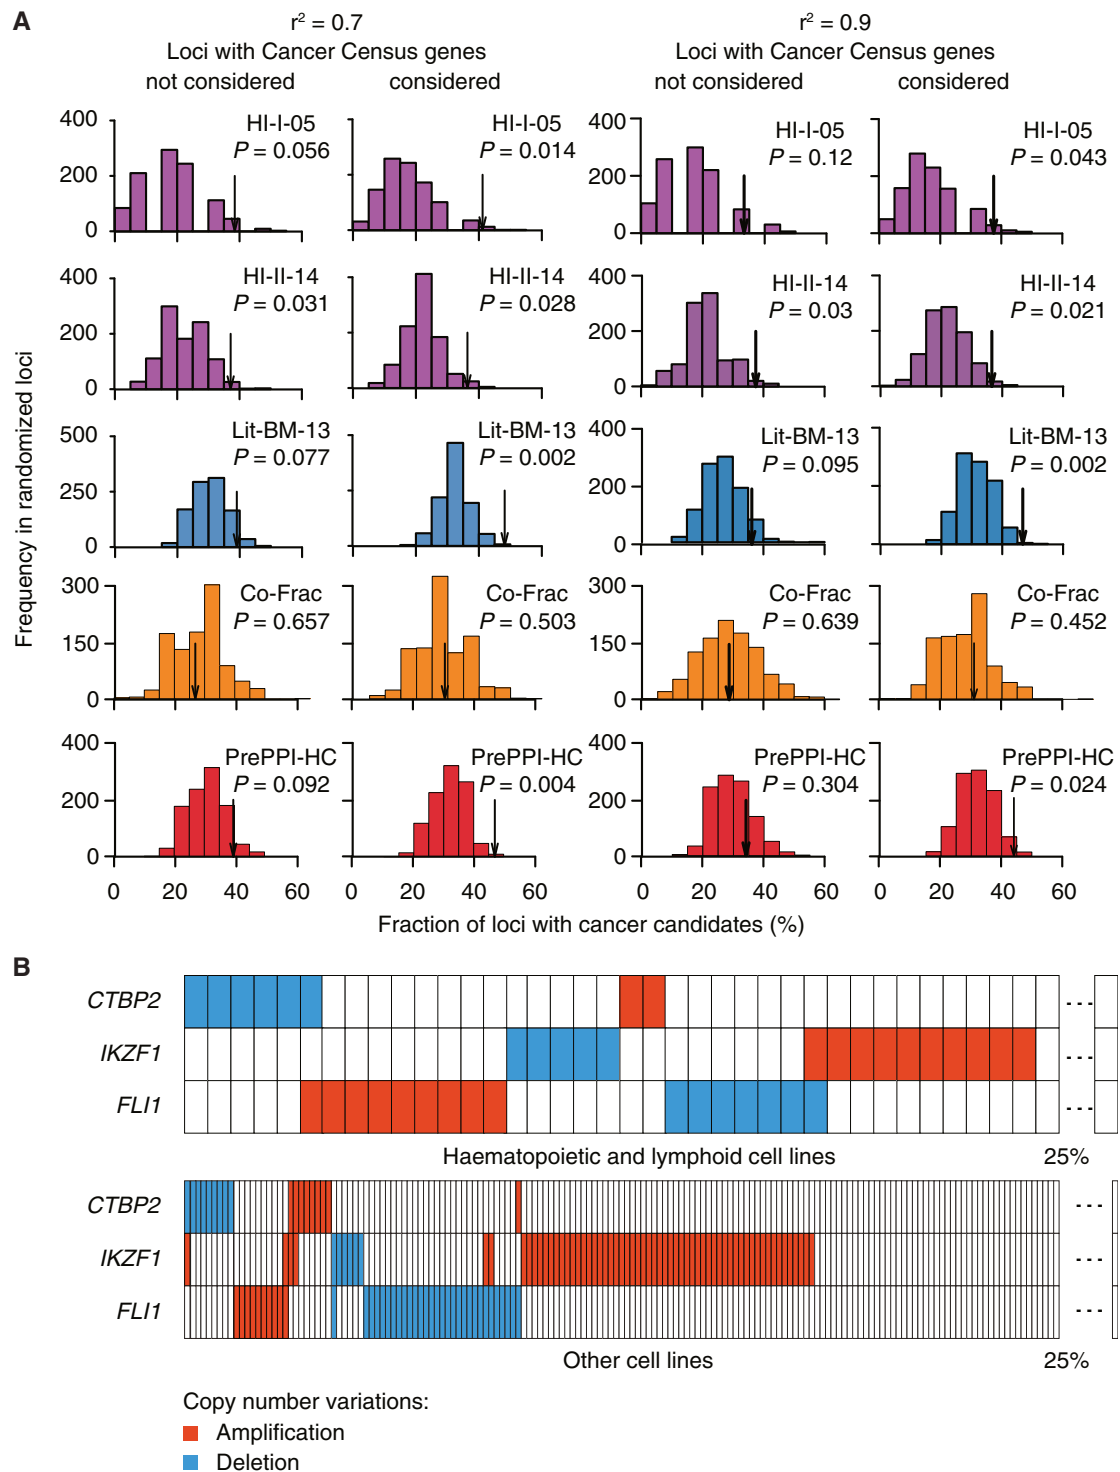 A
r² = 0.7
r² = 0.9
Loci with Cancer Census genes
Loci with Cancer Census genes
not considered
considered
not considered
considered
Frequency in randomized loci
400
200
0
HI-I-05
P = 0.056
HI-I-05
P = 0.014
400
200
0
HI-I-05
P = 0.12
HI-I-05
P = 0.043
400
200
0
HI-II-14
P = 0.031
HI-II-14
P = 0.028
400
200
0
HI-II-14
P = 0.03
HI-II-14
P = 0.021
500
250
0
Lit-BM-13
P = 0.077
Lit-BM-13
P = 0.002
400
200
0
Lit-BM-13
P = 0.095
Lit-BM-13
P = 0.002
300
150
0
Co-Frac
P = 0.657
Co-Frac
P = 0.503
300
150
0
Co-Frac
P = 0.639
Co-Frac
P = 0.452
400
200
0
PrePPI-HC
P = 0.092
PrePPI-HC
P = 0.004
400
200
0
PrePPI-HC
P = 0.304
PrePPI-HC
P = 0.024
0 20 40 60
0 20 40 60
0 20 40 60
0 20 40 60
Fraction of loci with cancer candidates (%)
B
CTBP2
IKZF1
FLI1
Haematopoietic and lymphoid cell lines
25%
CTBP2
IKZF1
FLI1
Other cell lines
25%
Copy number variations:
Amplification
Deletion